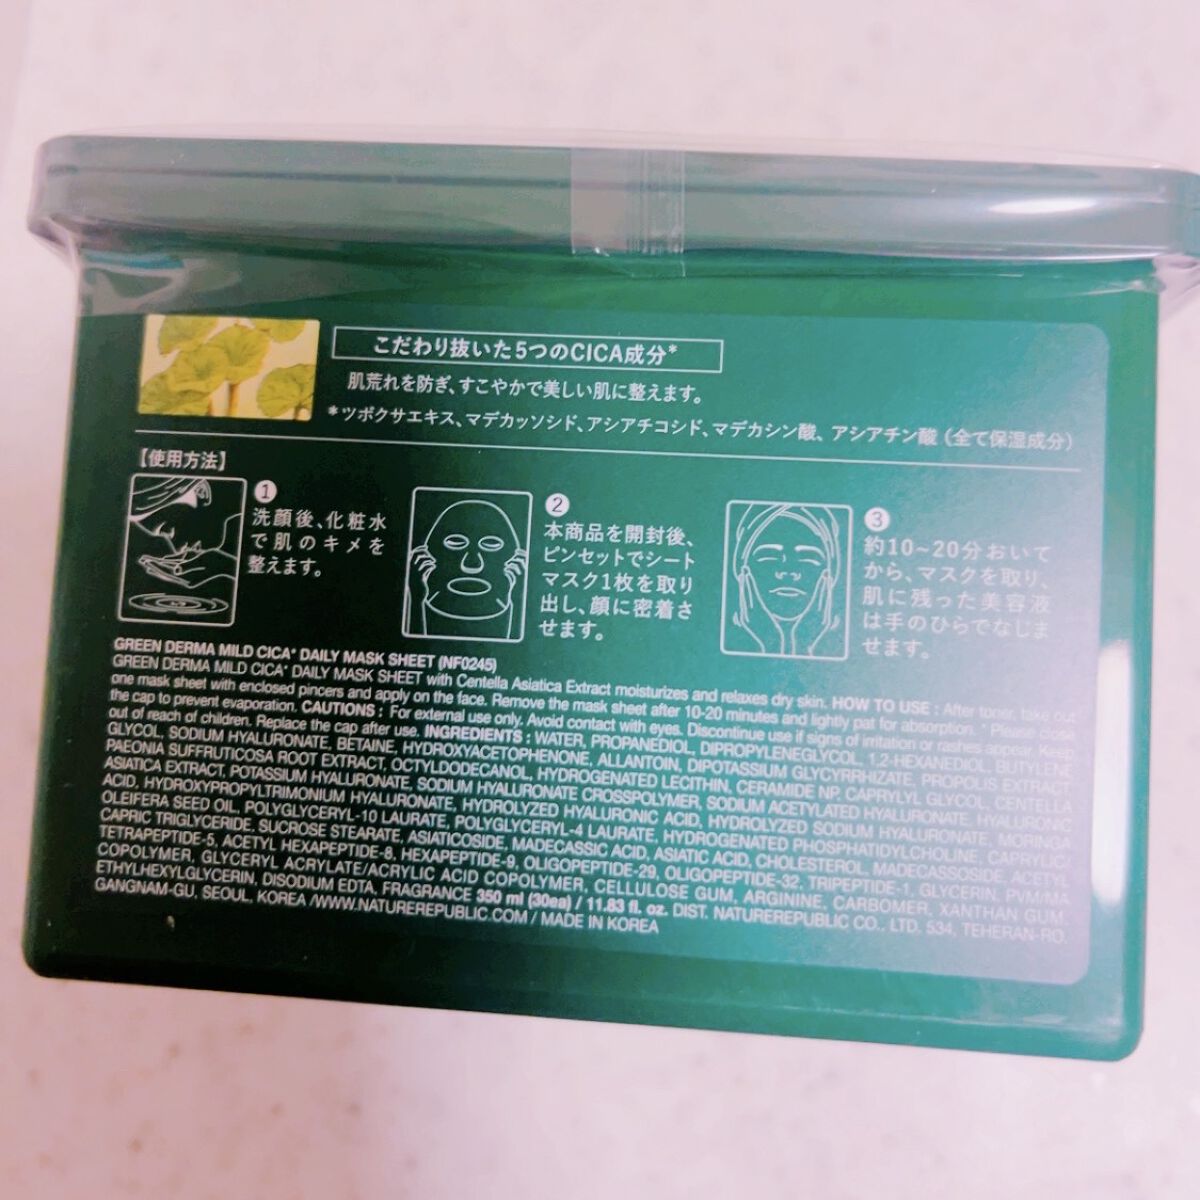 こだわり抜いた5つのCICA成分*
肌荒れを防ぎ、すこやかで美しい肌に整えます。
*ツボクサエキス、マデカッソシド、アシアチコシド、マデカシン酸、アシアチン酸（全て保湿成分）
【使用方法】
1
洗顔後、化粧水
で肌のキメを
整えます。
2
本商品を開封後、
ピンセットでシート
マスク1枚を取り
出し、顔に密着さ
せます。
3
約10~20分おいて
から、マスクを取り、
肌に残った美容液
は手のひらでなじま
せます。
GREEN DERMA MILD CICA* DAILY MASK SHEET (NF0245)
GREEN DERMA MILD CICA* DAILY MASK SHEET with Centella Asiatica Extract moisturizes and relaxes dry skin. HOW TO USE : After toner, take out
one mask sheet with enclosed pincers and apply on the face. Remove the mask sheet after 10-20 minutes and lightly pat for absorption. * Please close
the cap to prevent evaporation. CAUTIONS : For external use only. Avoid contact with eyes. Discontinue use if signs of irritation or rashes appear. Keep
out of reach of children. Replace the cap after use. INGREDIENTS : WATER, PROPANEDIOL, DIPROPYLENEGLYCOL, 1,2-HEXANEDIOL, BUTYLENE
GLYCOL, SODIUM HYALURONATE, BETAINE, HYDROXYACETOPHENONE, ALLANTOIN, DIPOTASSIUM GLYCYRRHIZATE, PROPOLIS EXTRACT,
PAEONIA SUFFRUTICOSA ROOT EXTRACT, OCTYLDODECANOL, HYDROGENATED LECITHIN, CERAMIDE NP, CAPRYLYL GLYCOL, CENTELLA
ASIATICA EXTRACT, POTASSIUM HYALURONATE, SODIUM HYALURONATE CROSSPOLYMER, SODIUM ACETYLATED HYALURONATE, HYALURONIC
ACID, HYDROXYPROPYLTRIMONIUM HYALURONATE, HYDROLYZED HYALURONIC ACID, HYDROLYZED SODIUM HYALURONATE, MORINGA
OLEIFERA SEED OIL, POLYGLYCERYL-10 LAURATE, POLYGLYCERYL-4 LAURATE, HYDROGENATED PHOSPHATIDYLCHOLINE, CAPRYLIC
CAPRIC TRIGLYCERIDE, SUCROSE STEARATE, ASIATICOSIDE, MADECASSIC ACID, ASIATIC ACID, CHOLESTEROL, MADECASSOSIDE, ACETYL
TETRAPEPTIDE-5, ACETYL HEXAPEPTIDE-8, HEXAPEPTIDE-9, OLIGOPEPTIDE-29, OLIGOPEPTIDE-32, TRIPEPTIDE-1, GLYCERIN, PVM/MA
COPOLYMER, GLYCERYL ACRYLATE/ACRYLIC ACID COPOLYMER, CELLULOSE GUM, ARGININE, CARBOMER, XANTHAN GUM,
ETHYLHEXYLGLYCERIN, DISODIUM EDTA, FRAGRANCE 350 ml (30ea) / 11.83 fl. oz. DIST. NATUREREPUBLIC CO., LTD. 534, TEHERAN-RO,
GANGNAM-GU, SEOUL, KOREA /WWW.NATUREREPUBLIC.COM / MADE IN KOREA